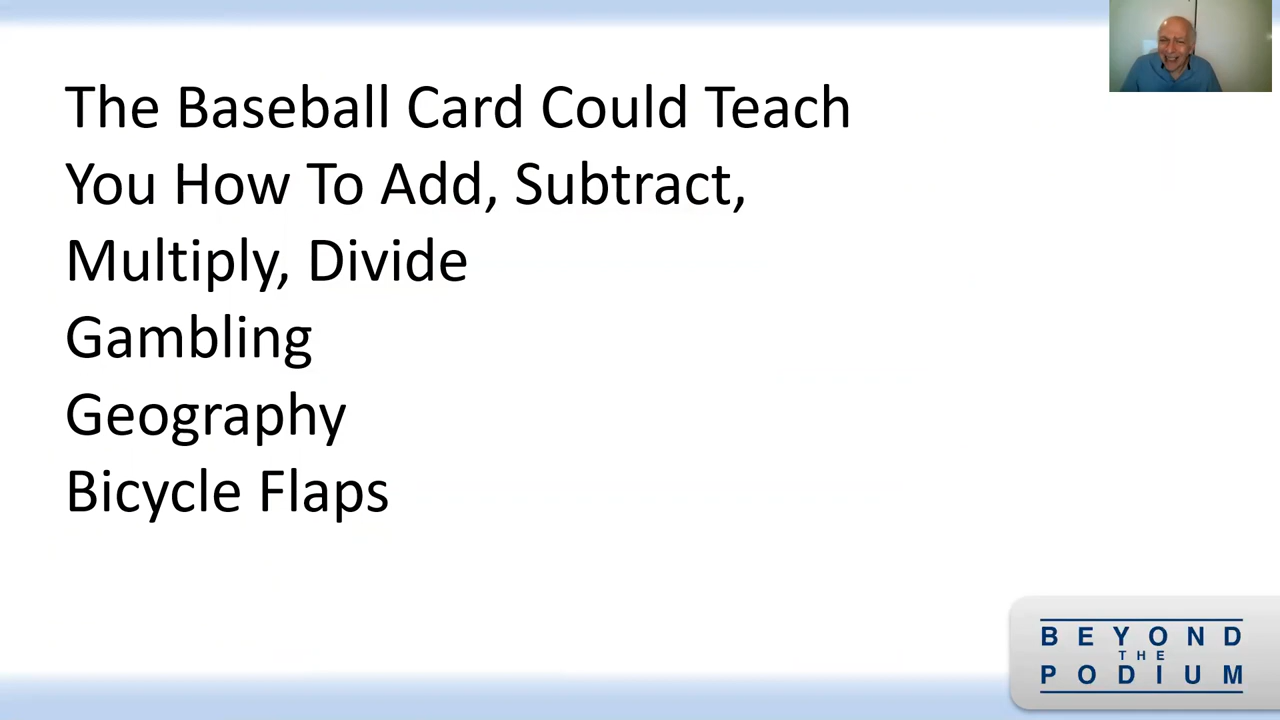 The Baseball Card Could Teach
You How To Add, Subtract,
Multiply, Divide
Gambling
Geography
Bicycle Flaps
BEYOND
THE
PODIUM